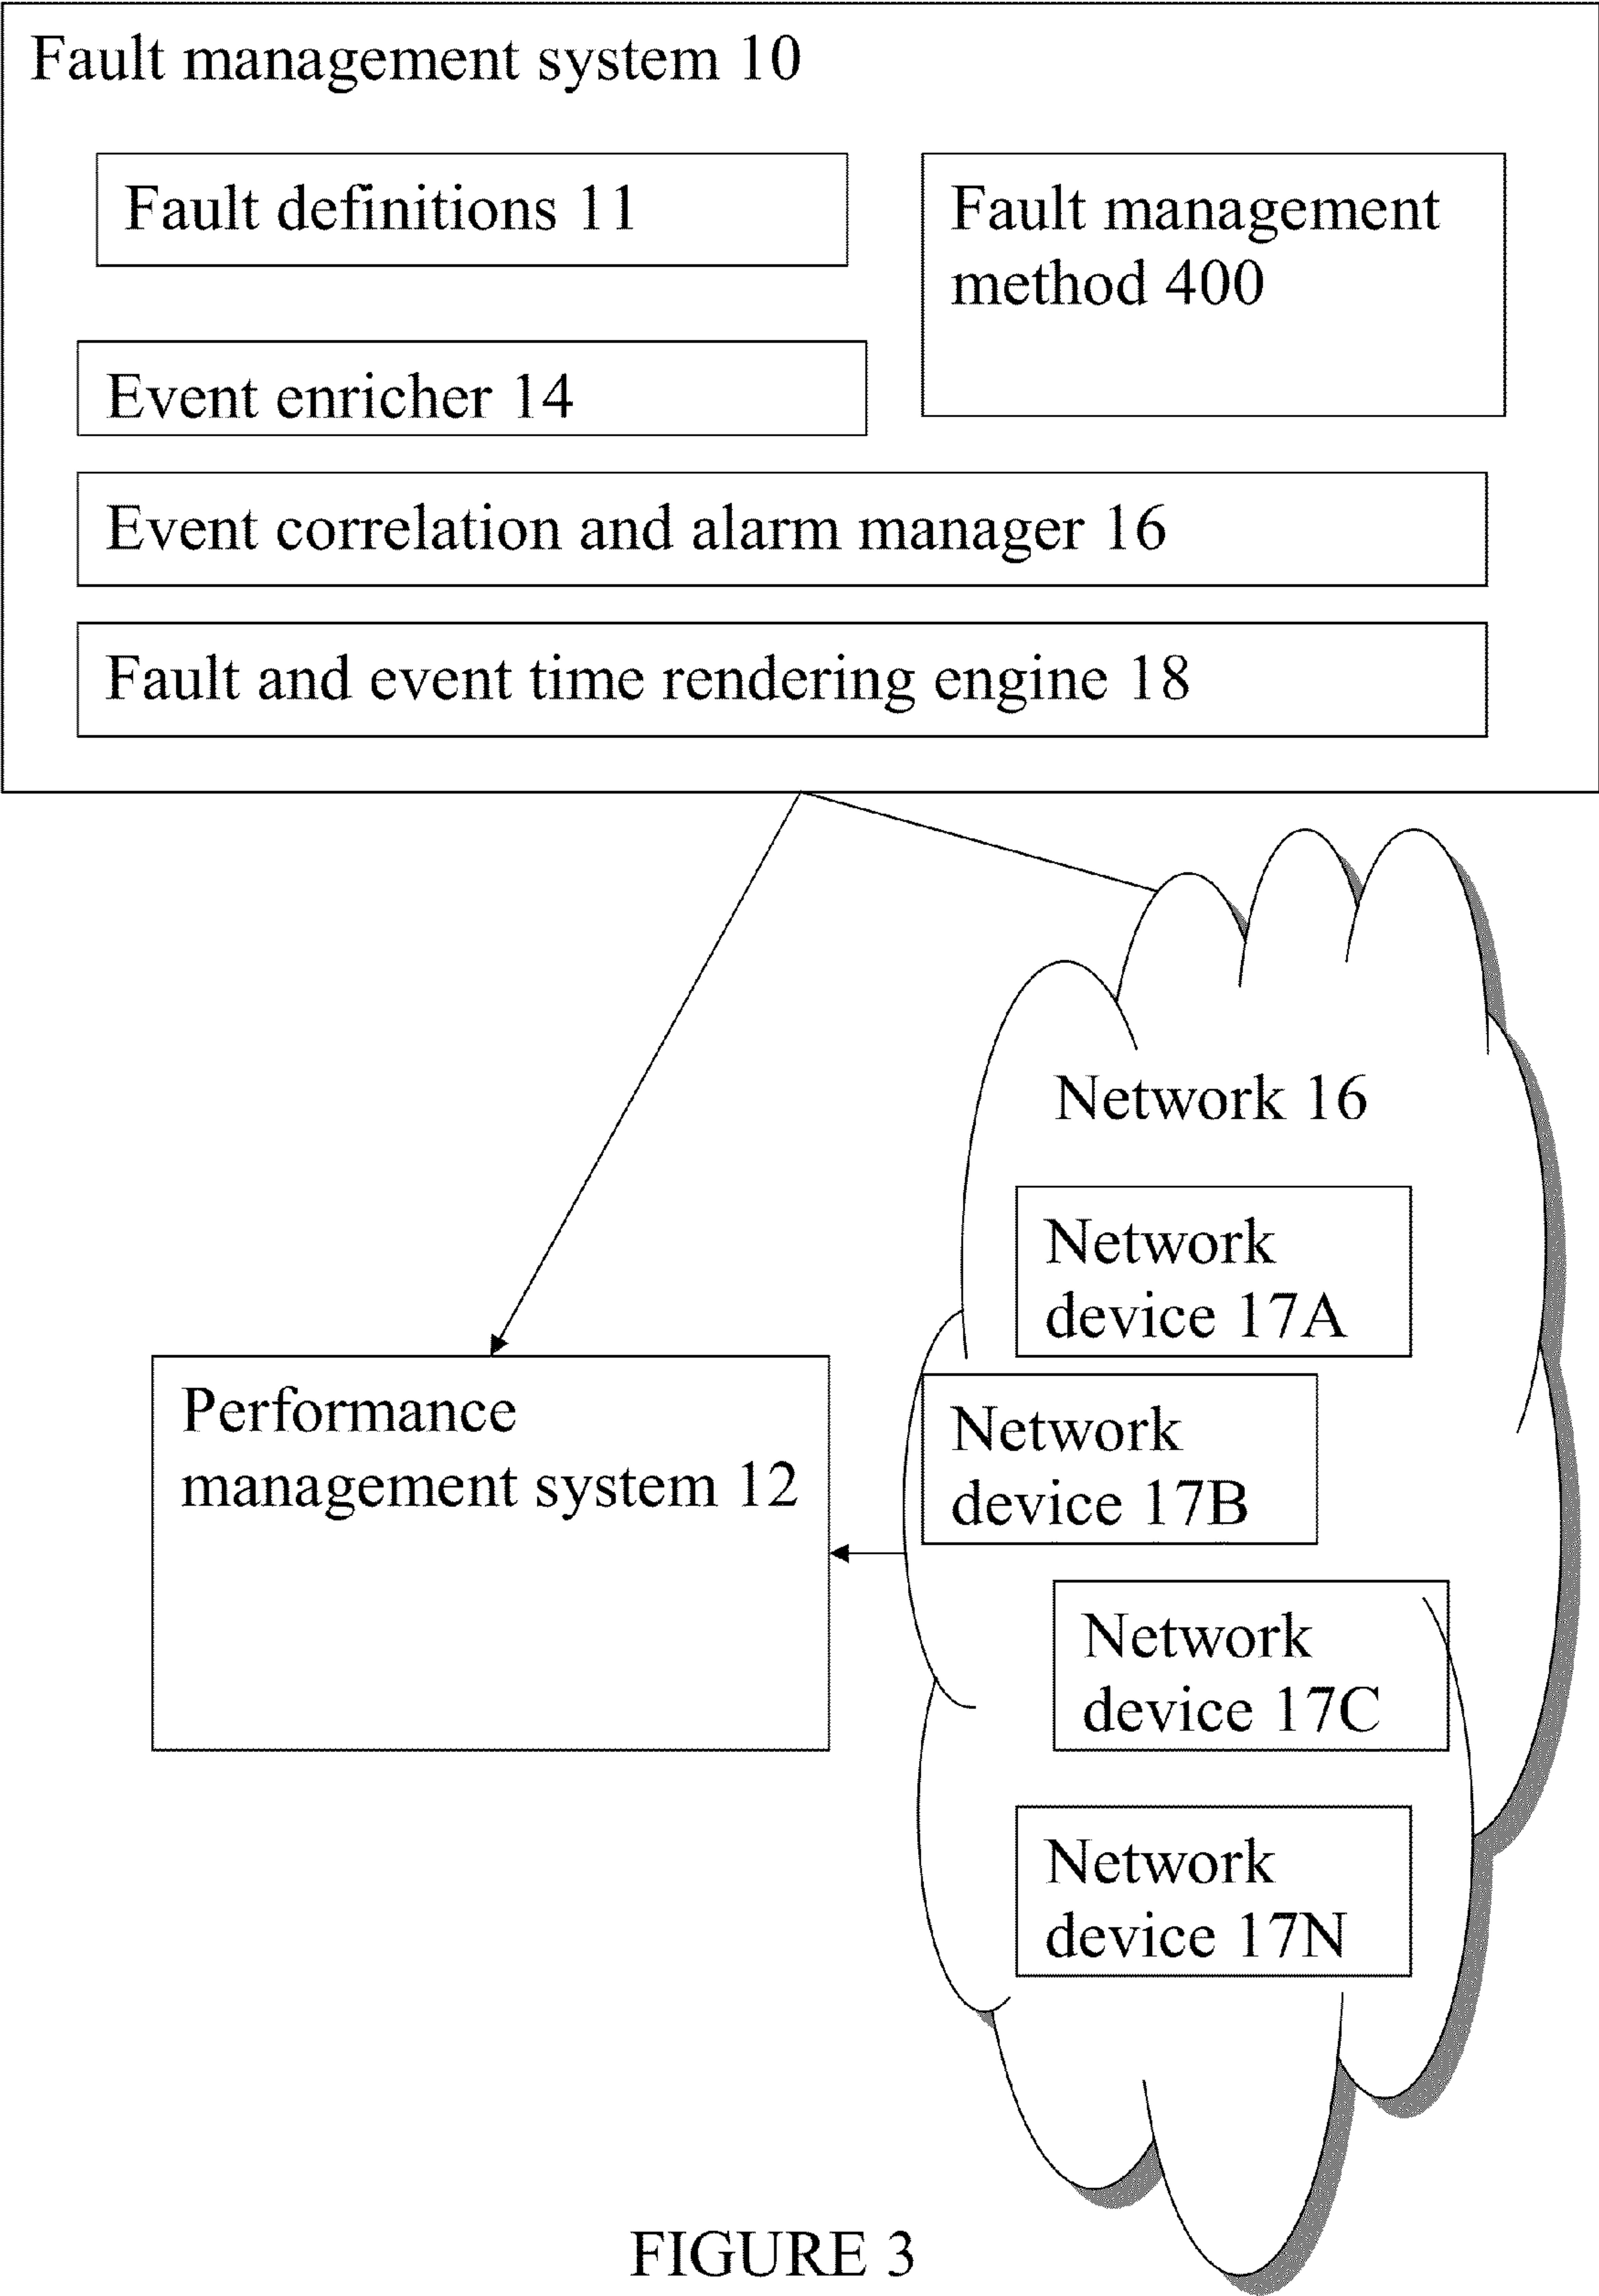 Fault management system 10
Fault definitions 11
Fault management
method 400
Event enricher 14
Event correlation and alarm manager 16
Fault and event time rendering engine 18
Network 16
Network
device 17A
Performance
management system 12
Network
device 17B
Network
device 17C
Network
device 17N
FIGURE 3